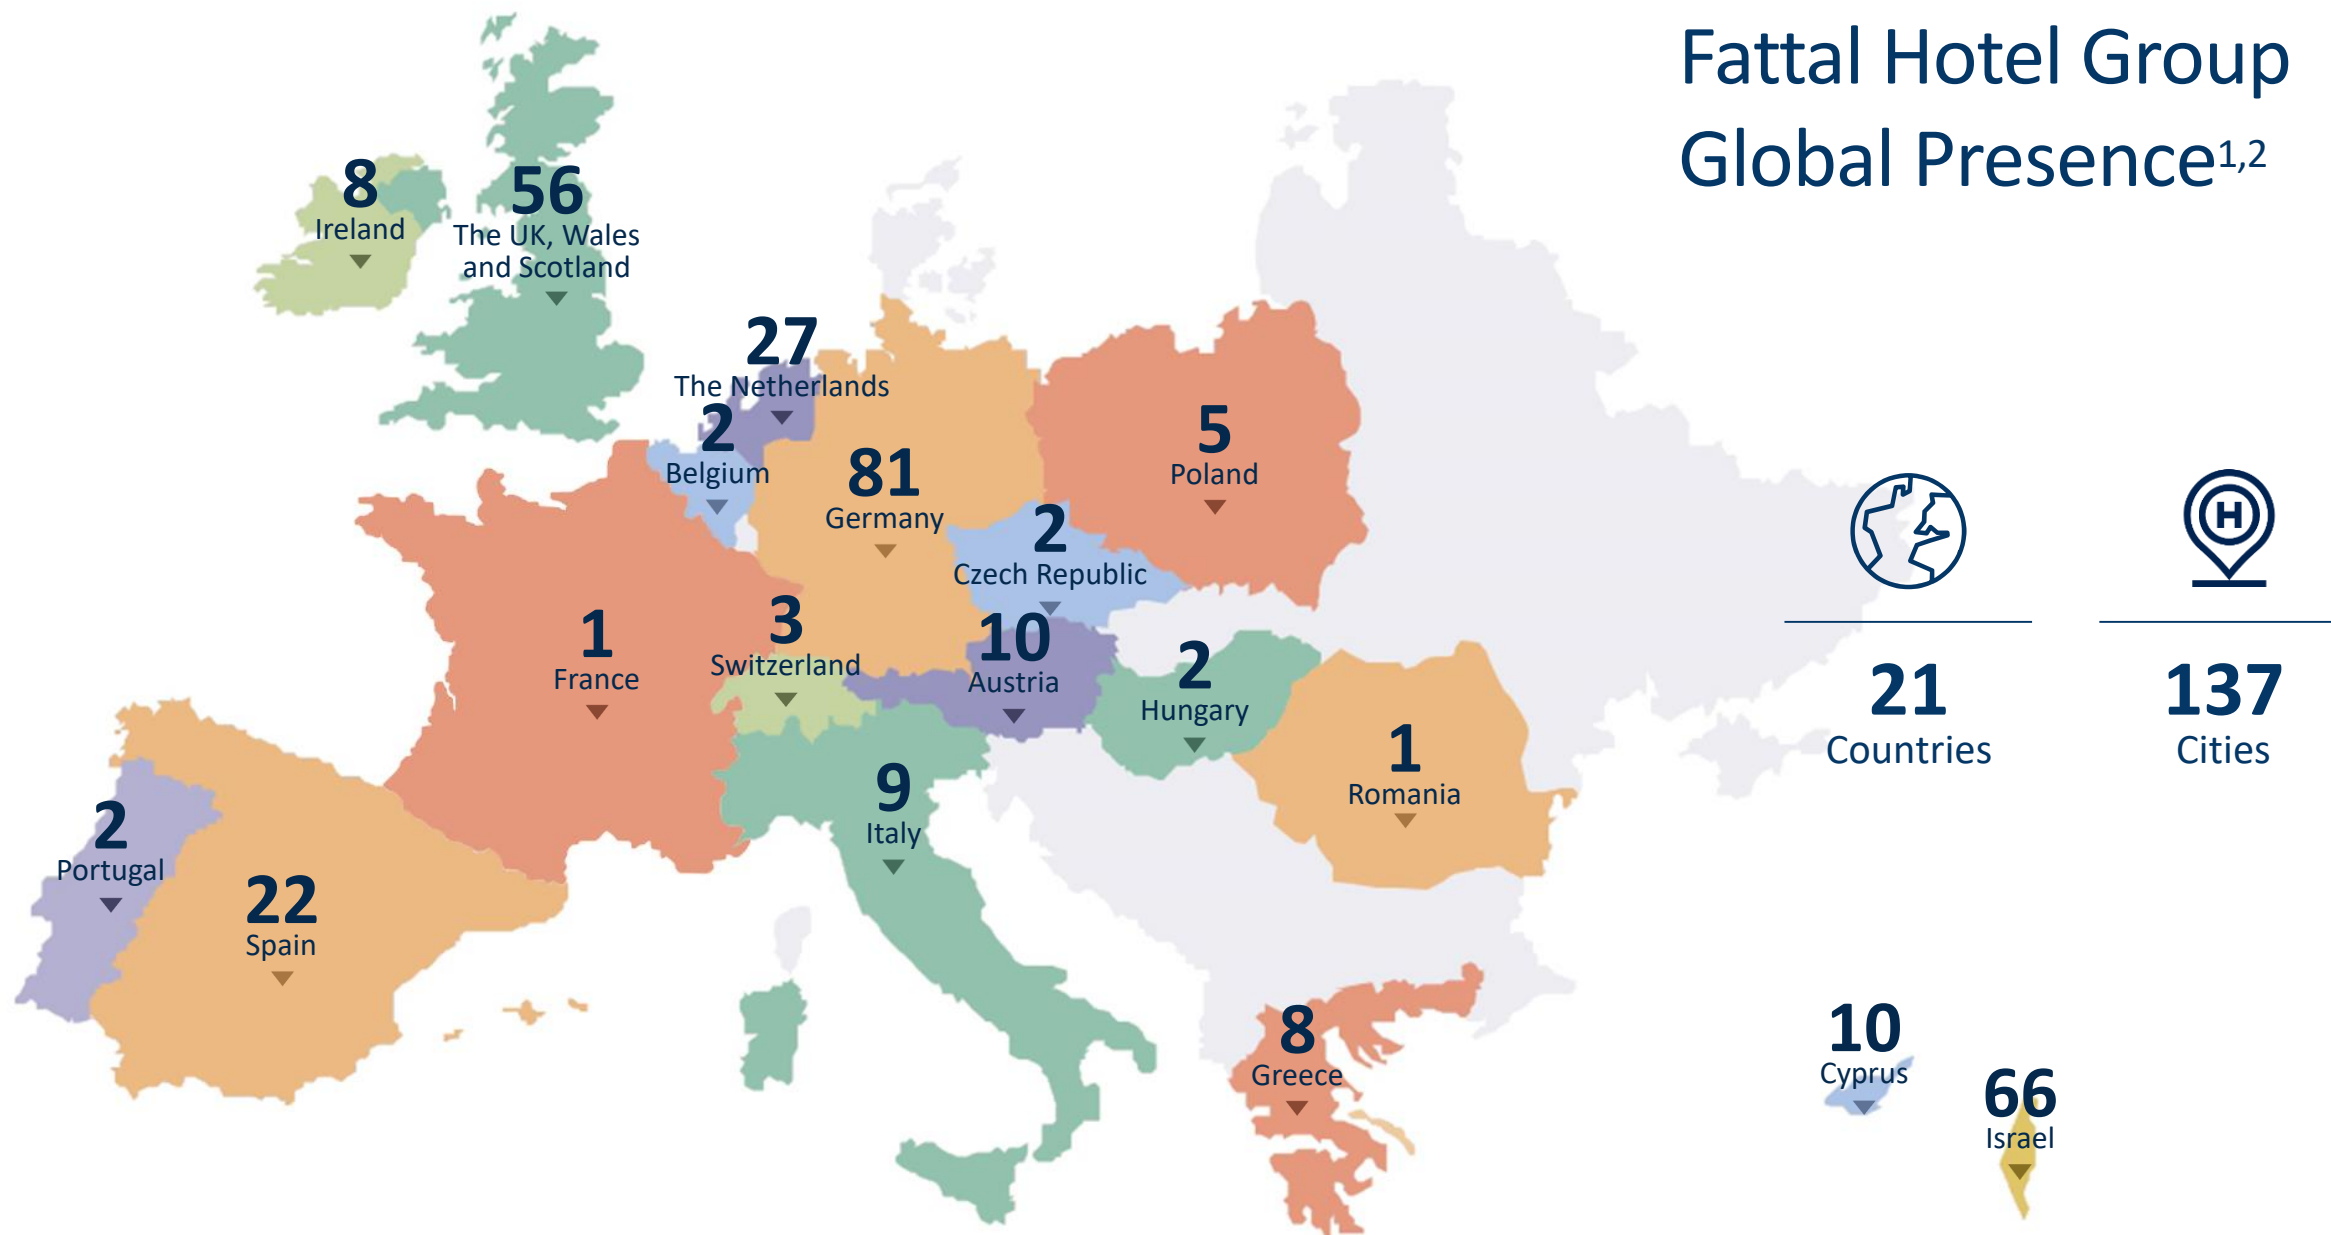 Fattal Hotel Group
Global Presence1,2
8
Ireland
56
The UK, Wales
and Scotland
27
The Netherlands
2
Belgium
81
Germany
5
Poland
2
Czech Republic
1
France
3
Switzerland
10
Austria
2
Hungary
1
Romania
9
Italy
2
Portugal
22
Spain
8
Greece
10
Cyprus
66
Israel
H
21
Countries
137
Cities